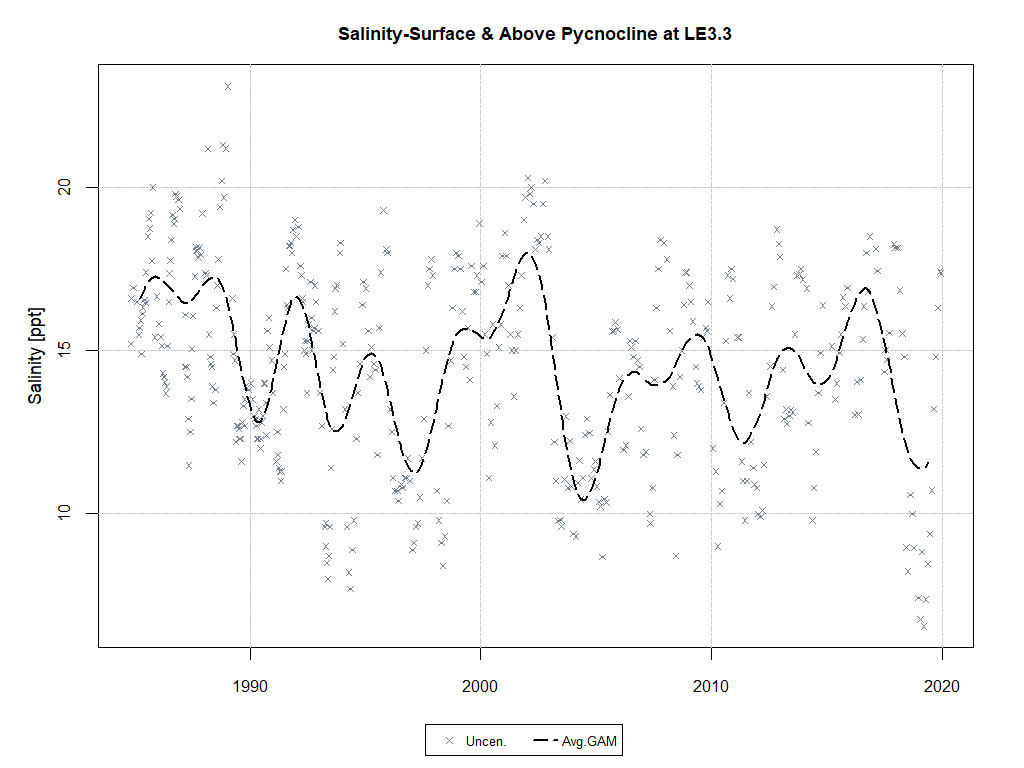 Salinity-Surface & Above Pycnocline at LE3.3
Salinity [ppt]
20
15
10
1990 2000 2010 2020
Uncen. Avg.GAM